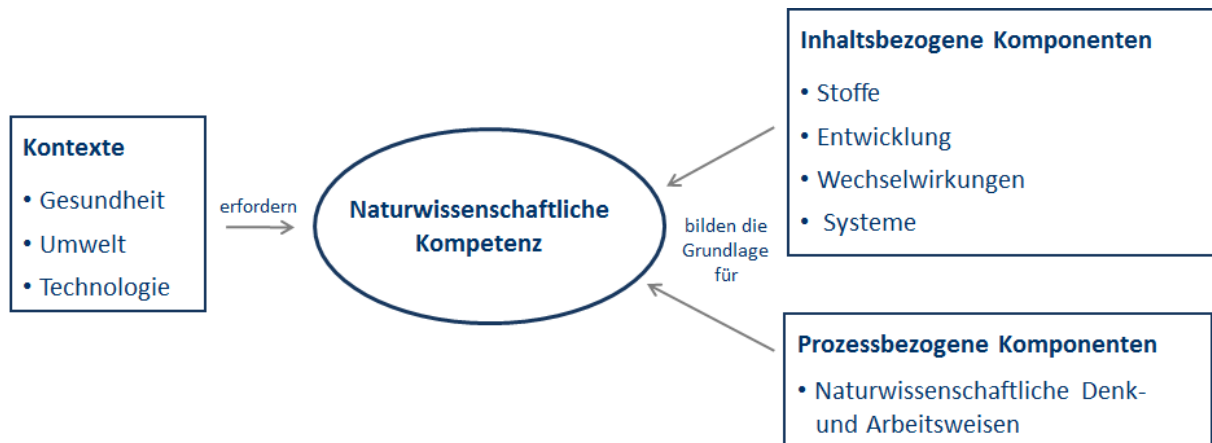 Kontexte
• Gesundheit
• Umwelt
• Technologie
erfordern
Naturwissenschaftliche
Kompetenz
bilden die
Grundlage
für
Inhaltsbezogene Komponenten
• Stoffe
• Entwicklung
• Wechselwirkungen
• Systeme
Prozessbezogene Komponenten
• Naturwissenschaftliche Denk-
und Arbeitsweisen